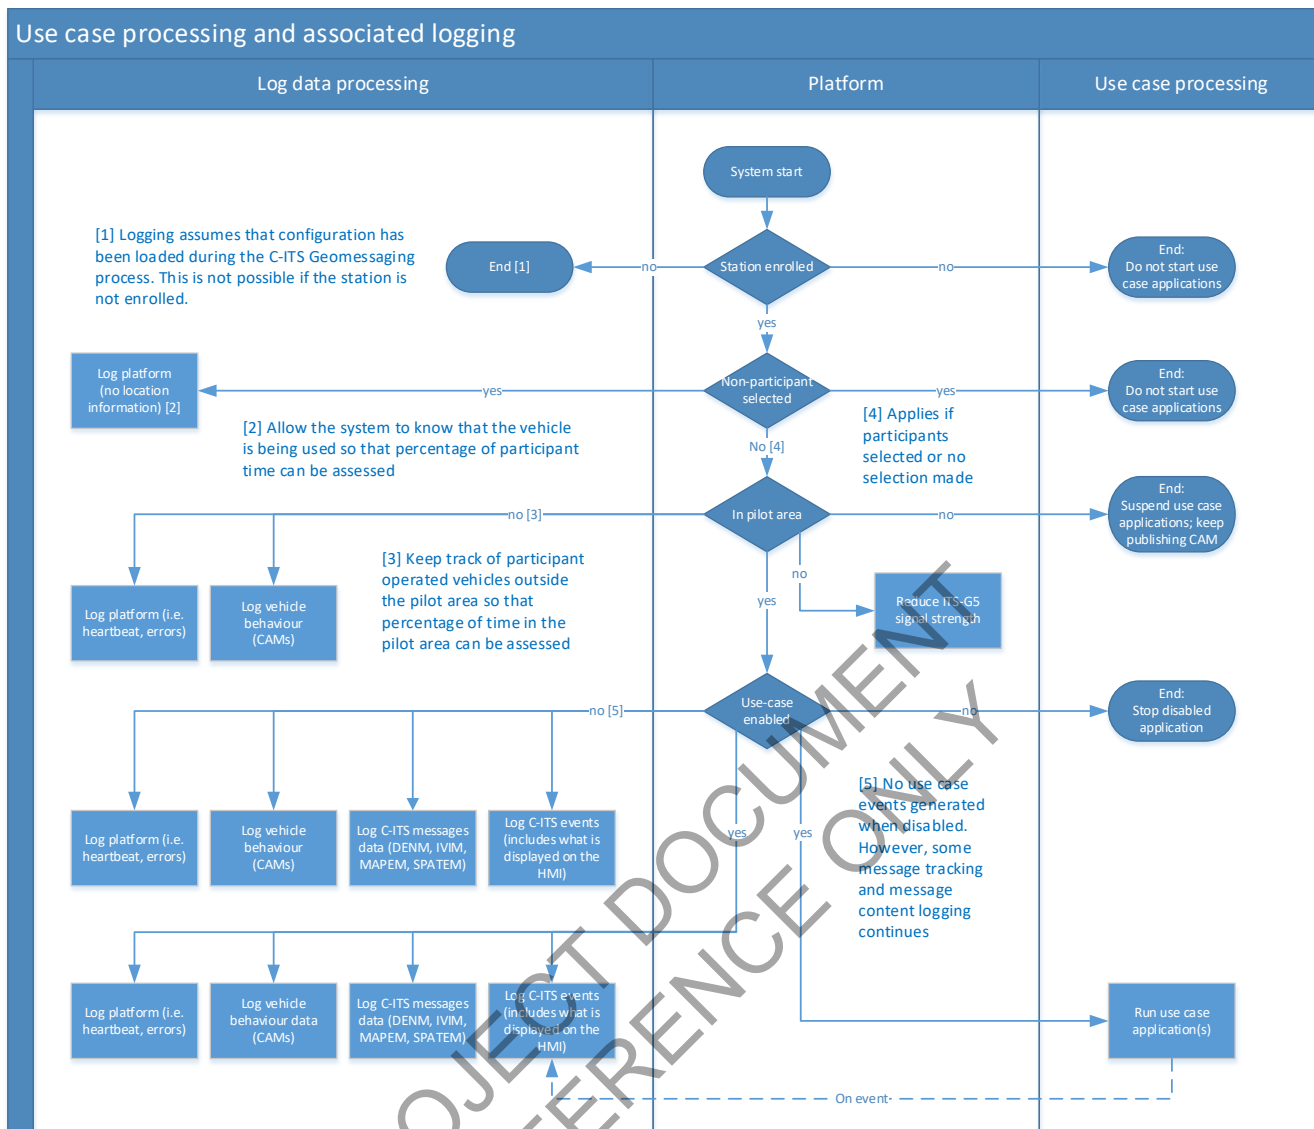 Use case processing and associated logging
Log data processing
Platform
Use case processing
System start
[1] Logging assumes that configuration has
been loaded during the C-ITS Geomessaging
process. This is not possible if the station is
not enrolled.
End [1]
no
Station enrolled
no
End:
Do not start use
case applications
yes
Log platform
(no location
information) [2]
yes
Non-participant
selected
yes
End:
Do not start use
case applications
[2] Allow the system to know that the vehicle
is being used so that percentage of participant
time can be assessed
No [4]
[4] Applies if
participants
selected or no
selection made
no [3]
In pilot area
no
End:
Suspend use case
applications; keep
publishing CAM
[3] Keep track of participant
operated vehicles outside
the pilot area so that
percentage of time in the
pilot area can be assessed
Log platform (i.e.
heartbeat, errors)
Log vehicle
behaviour
(CAMs)
yes
no
Reduce ITS-G5
signal strength
no [5]
Use-case
enabled
no
End:
Stop disabled
application
Log platform (i.e.
heartbeat, errors)
Log vehicle
behaviour
(CAMs)
Log C-ITS messages
data (DENM, IVIM,
MAPEM, SPATEM)
Log C-ITS events
(includes what is
displayed on the
HMI)
yes
yes
[5] No use case
events generated
when disabled.
However, some
message tracking
and message
content logging
continues
Log platform (i.e.
heartbeat, errors)
Log vehicle
behaviour data
(CAMs)
Log C-ITS messages
data (DENM, IVIM,
MAPEM, SPATEM)
Log C-ITS events
(includes what is
displayed on the
HMI)
Run use case
application(s)
On event
OJECT DOCUMENT
FERENCE ONLY